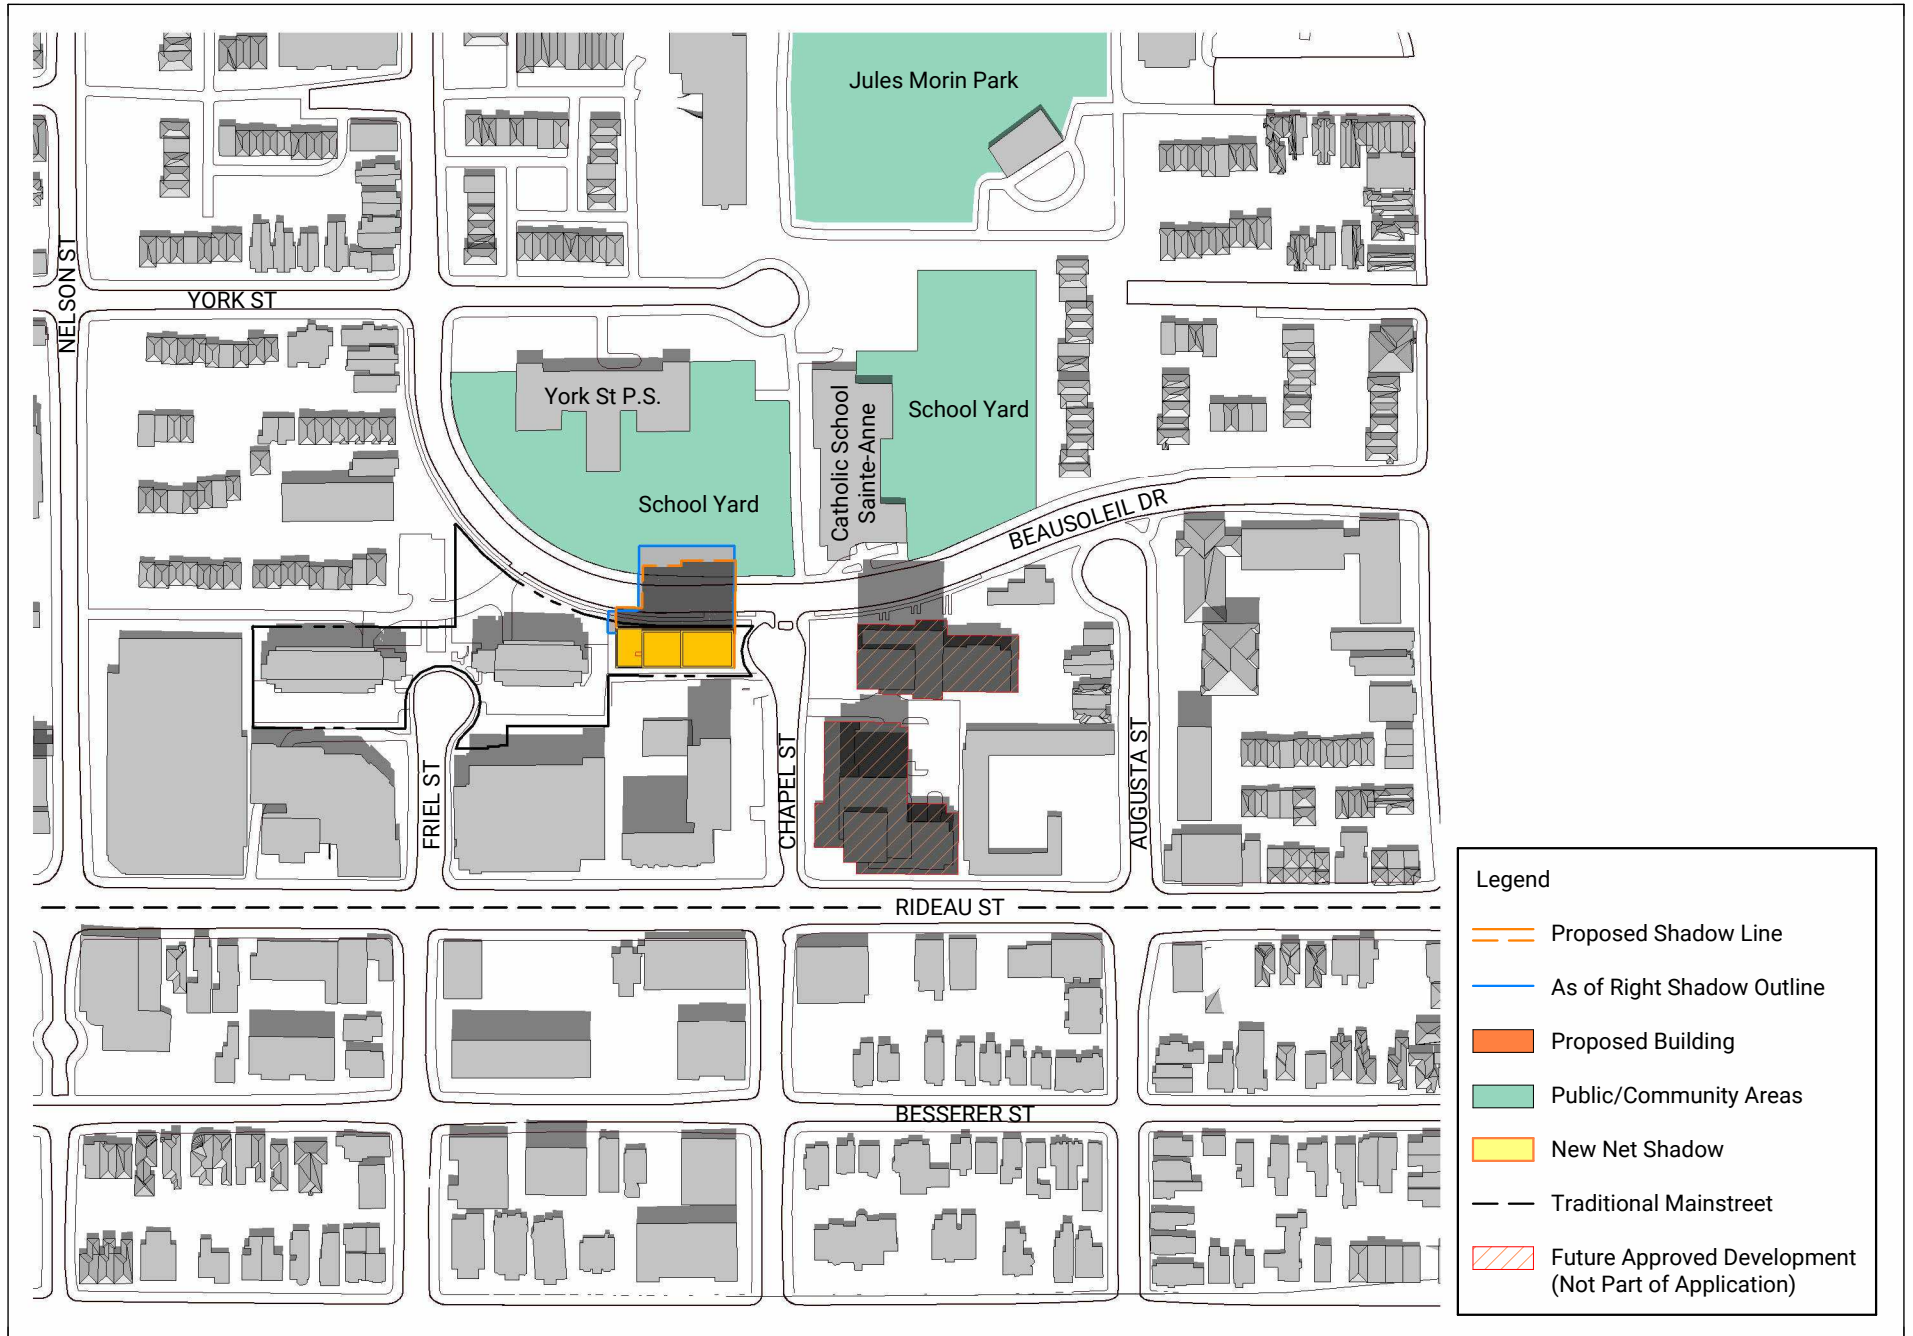 Jules Morin Park
NELSON ST
YORK ST
York St P.S.
School Yard
Catholic School
Sainte-Anne
School Yard
BEAUSOLEIL DR
FRIEL ST
CHAPEL ST
AUGUSTA ST
RIDEAU ST
BESSERER ST
Legend
Proposed Shadow Line
As of Right Shadow Outline
Proposed Building
Public/Community Areas
New Net Shadow
Traditional Mainstreet
Future Approved Development
(Not Part of Application)